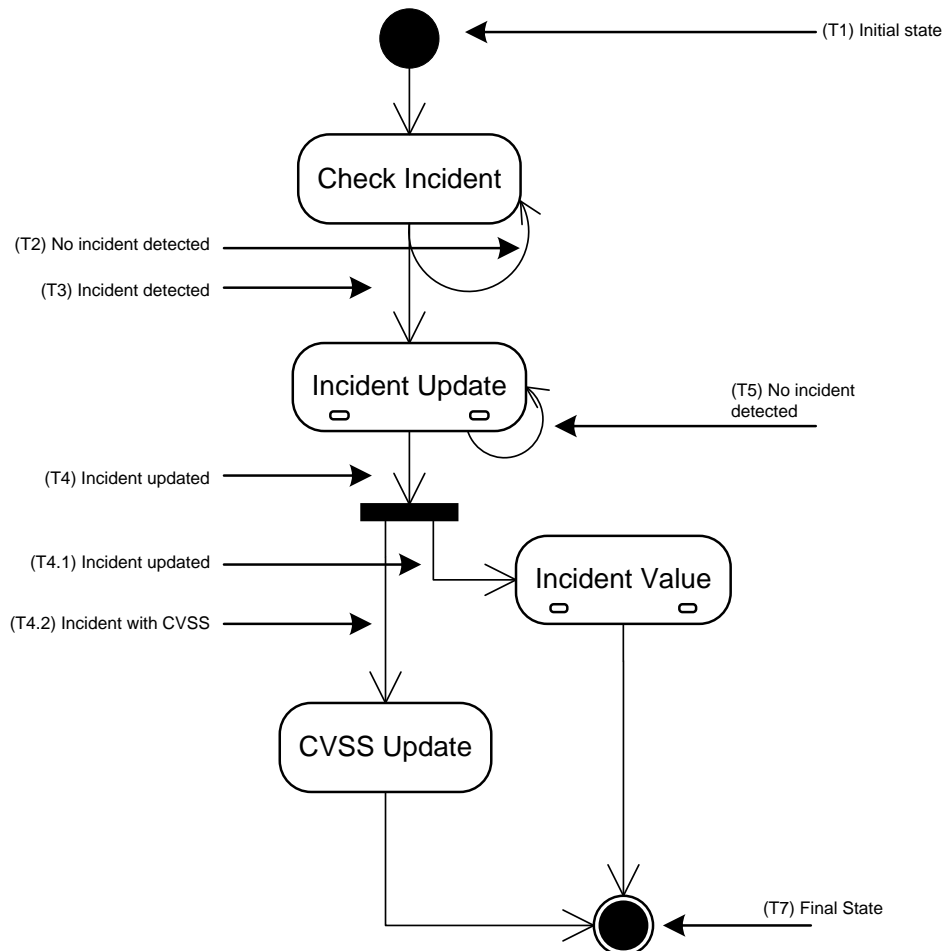 (T1) Initial state
Check Incident
(T2) No incident detected
(T3) Incident detected
Incident Update
(T5) No incident
detected
(T4) Incident updated
(T4.1) Incident updated
Incident Value
(T4.2) Incident with CVSS
CVSS Update
(T7) Final State